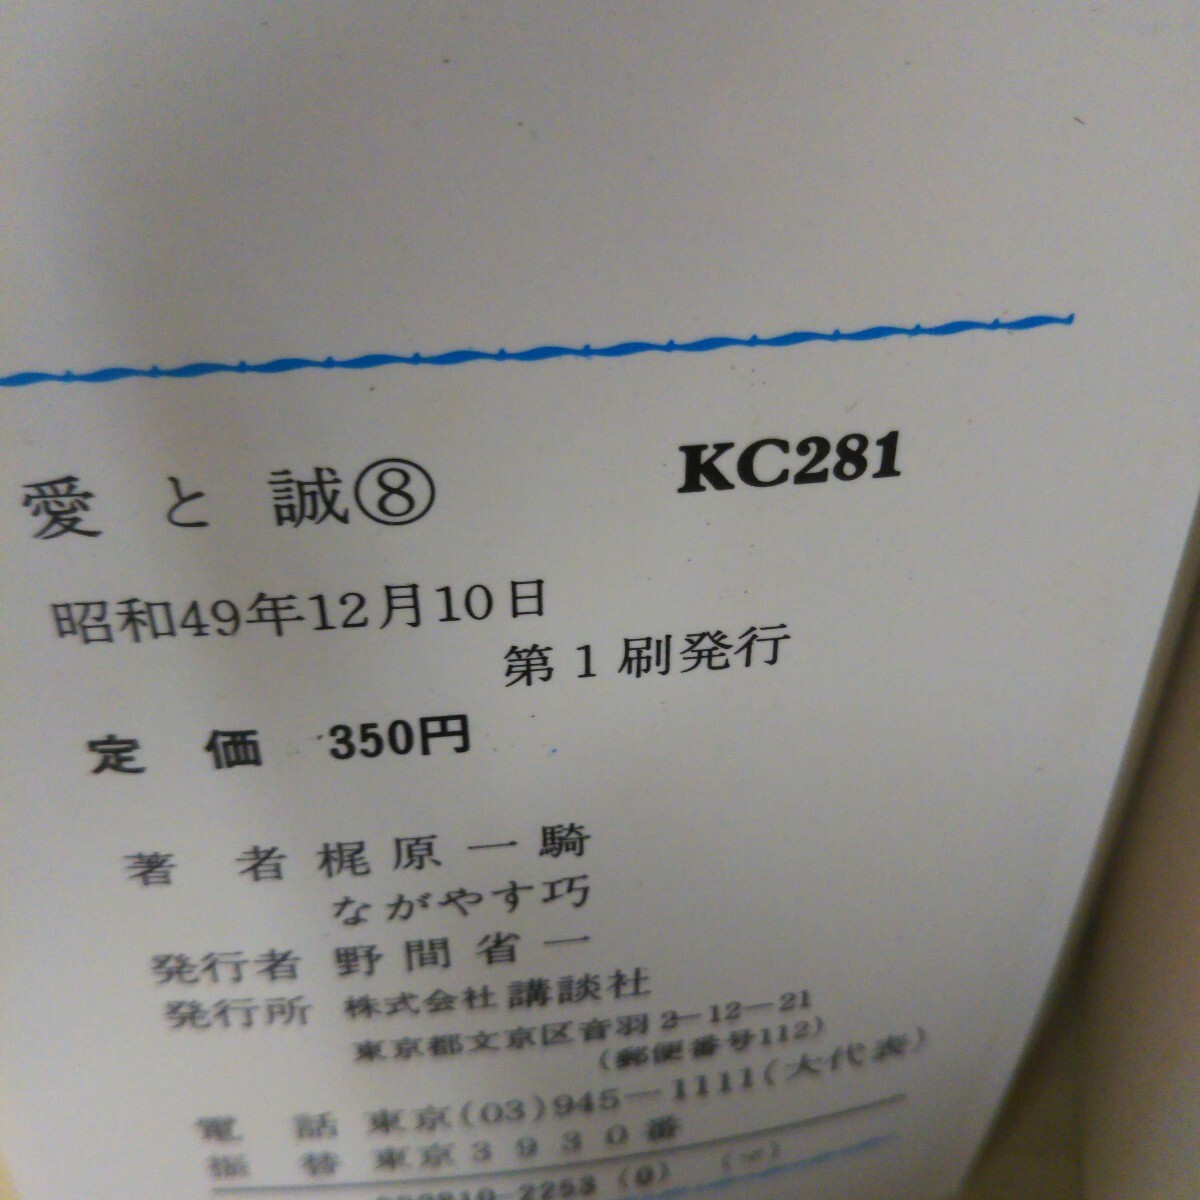 愛と誠⑧ KC281
昭和49年12月10日
第1刷発行
定価 350円
著者 梶原一騎
ながやす巧
発行者 野間省一
発行所 株式会社講談社
東京都文京区音羽2-12-21
(郵便番号112)
電話 東京(03)945-1111(大代表)
振替 東京3930番
2253 (0)